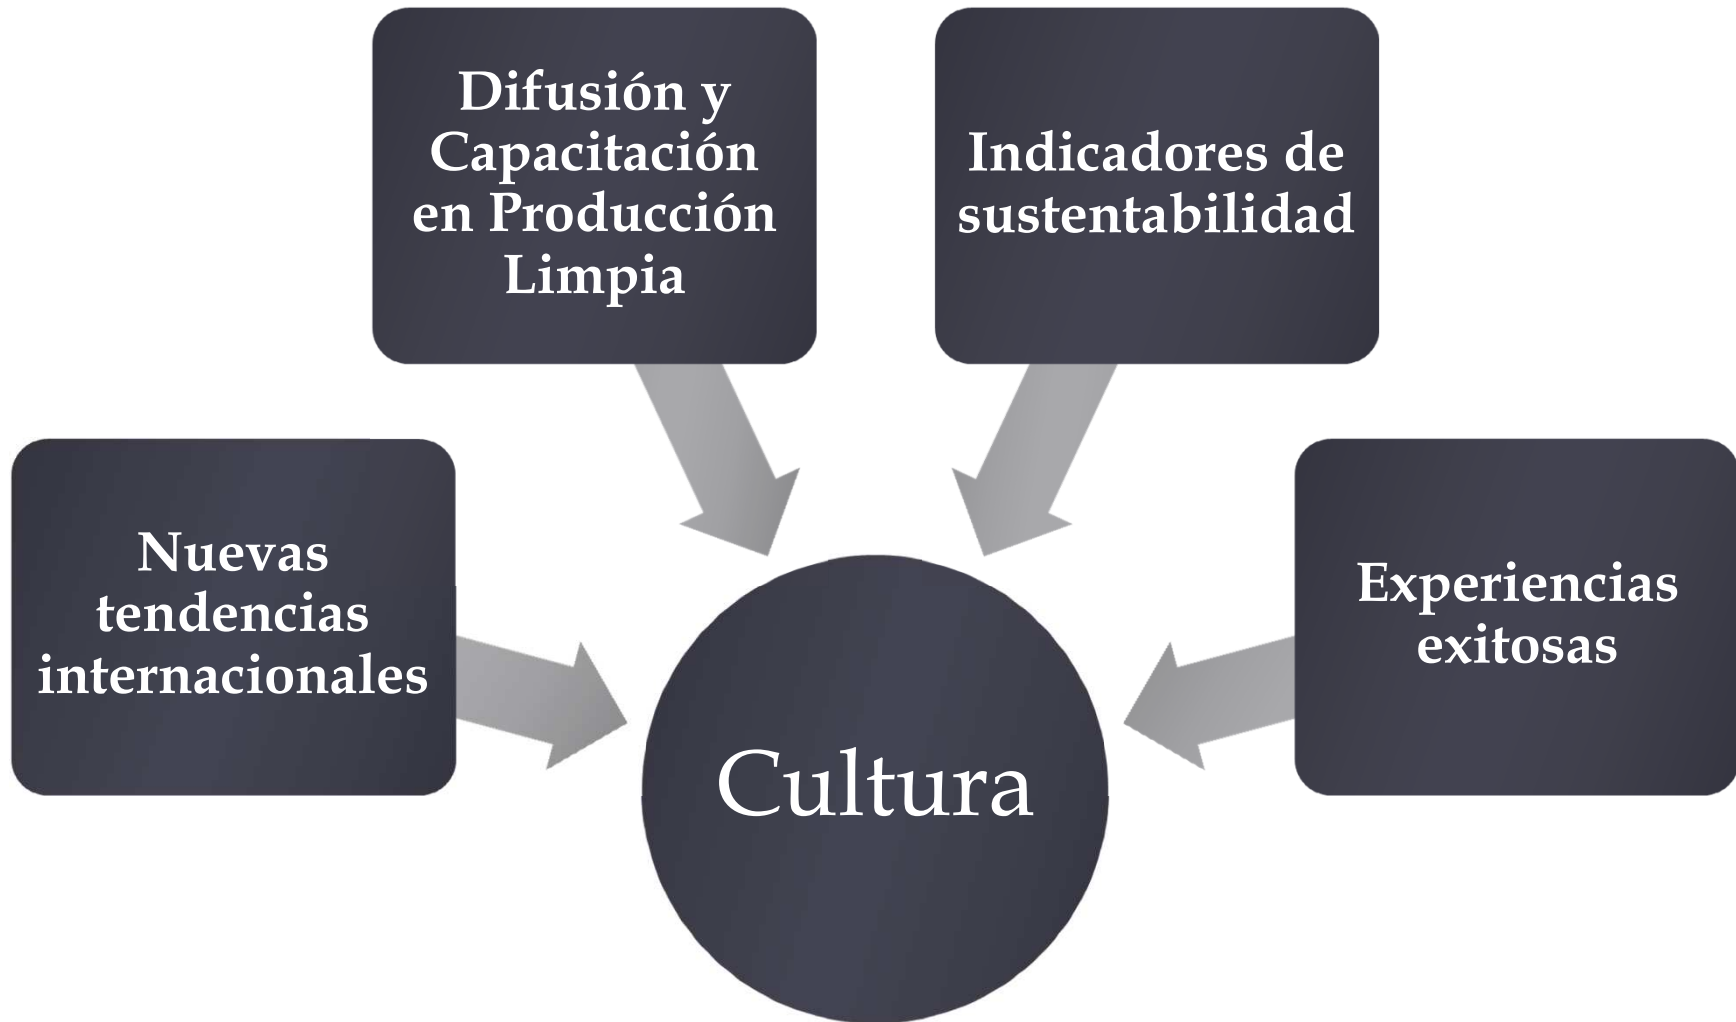 Difusión y
Capacitación
en Producción
Limpia
Indicadores de
sustentabilidad
Nuevas
tendencias
internacionales
Experiencias
exitosas
Cultura